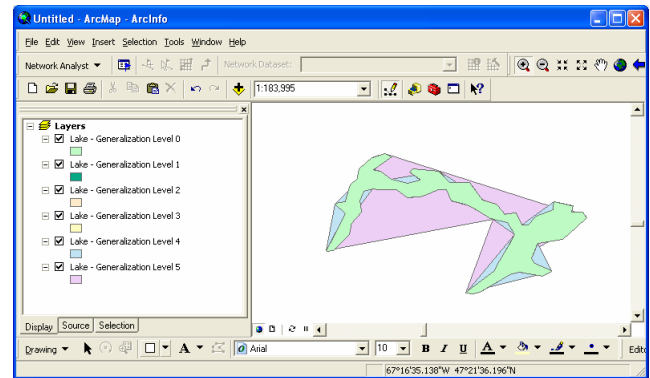 Untitled - ArcMap - ArcInfo
File Edit View Insert Selection Tools Window Help
Network Analyst Network Dataset:
1:183,995
Layers
Lake - Generalization Level 0
Lake - Generalization Level 1
Lake - Generalization Level 2
Lake - Generalization Level 3
Lake - Generalization Level 4
Lake - Generalization Level 5
Display Source Selection
Drawing A Arial 10 B I U A Edito
67°16'35.138"W 47°21'36.196"N